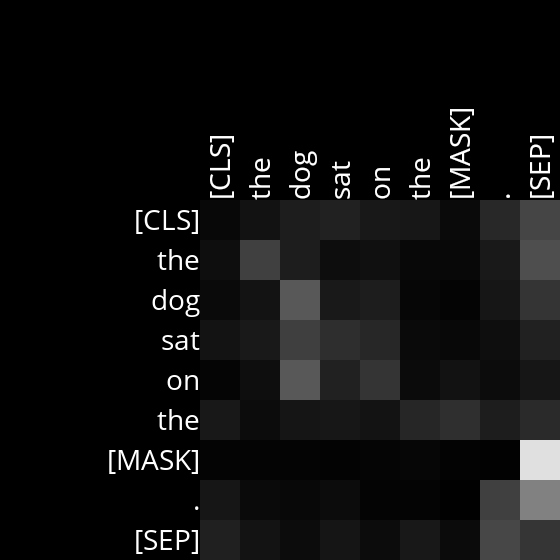 [CLS] the dog sat on the [MASK] . [SEP]
[CLS]
the
dog
sat
on
the
[MASK]
.
[SEP]